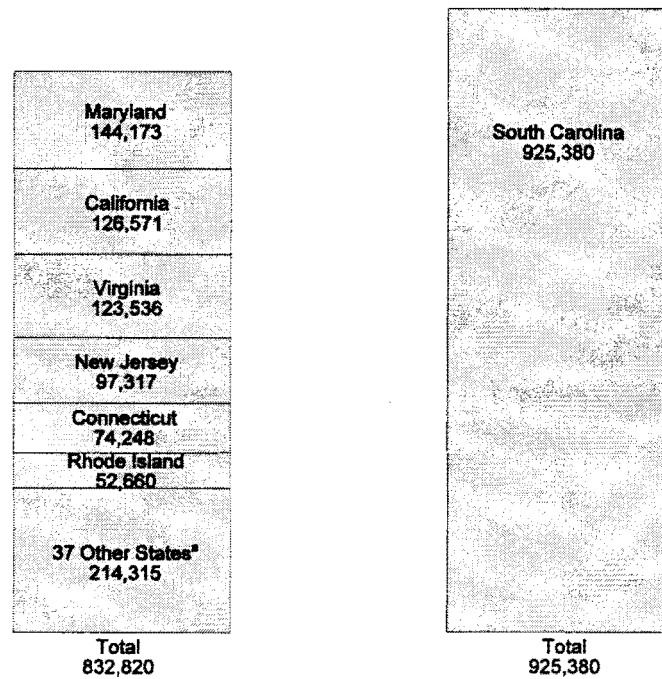 Maryland
144,173
California
126,571
Virginia
123,536
New Jersey
97,317
Connecticut
74,248
Rhode Island
52,660
37 Other Statesª
214,315
Total
832,820
South Carolina
925,380
Total
925,380